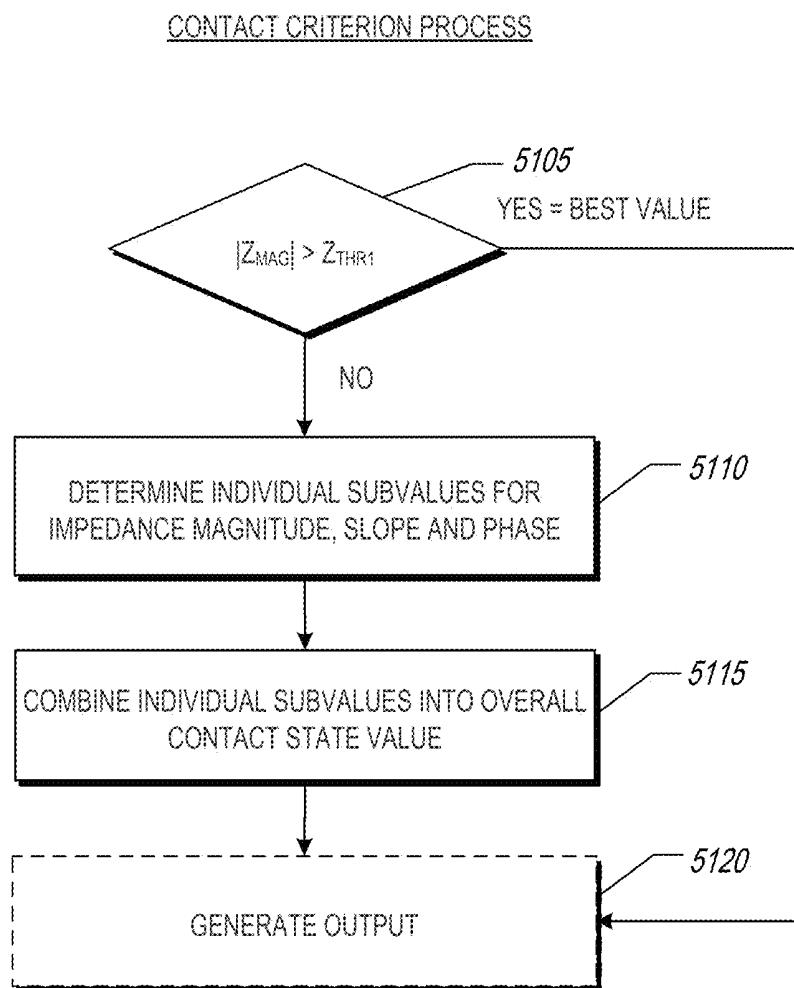 CONTACT CRITERION PROCESS
5105
YES = BEST VALUE
|ZMAG| > ZTHR1
NO
5110
DETERMINE INDIVIDUAL SUBVALUES FOR
IMPEDANCE MAGNITUDE, SLOPE AND PHASE
5115
COMBINE INDIVIDUAL SUBVALUES INTO OVERALL
CONTACT STATE VALUE
5120
GENERATE OUTPUT